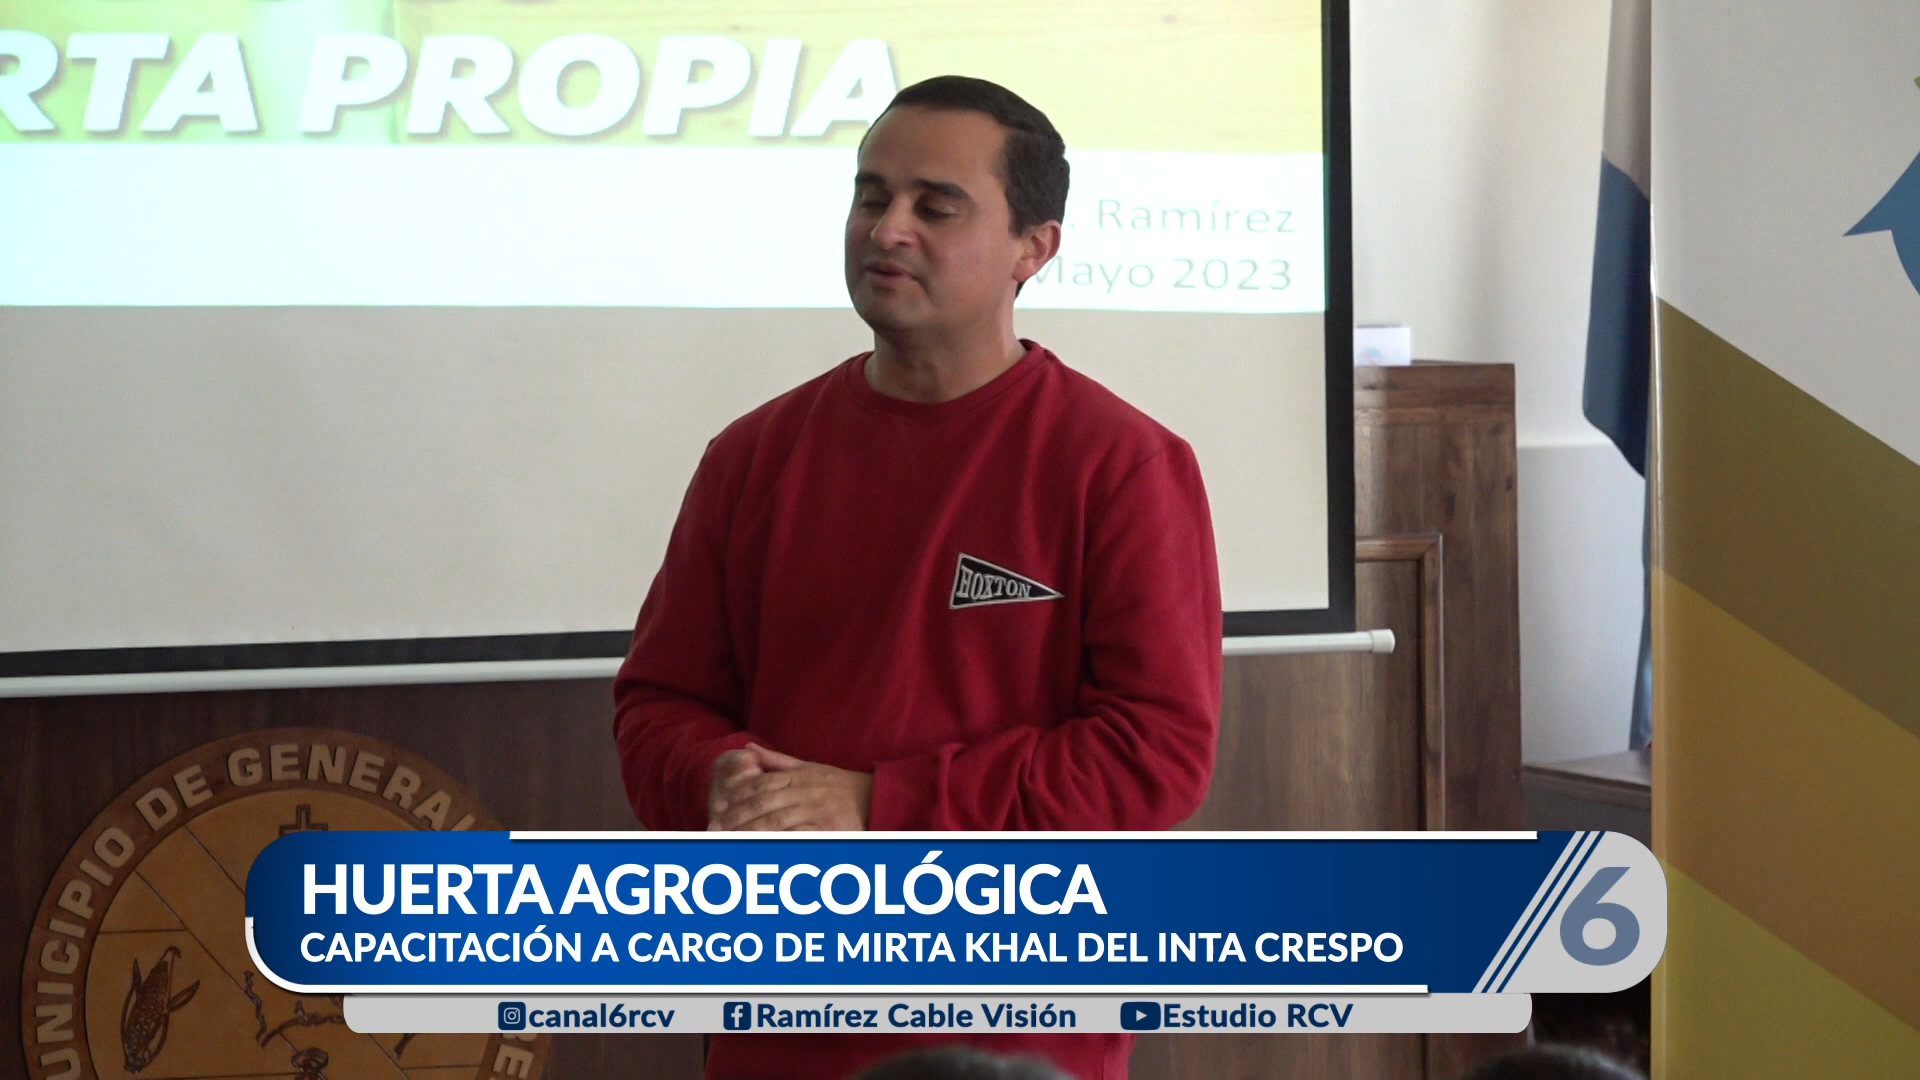 RTA PROPIA
. Ramírez
Mayo 2023
HOXTON
UNICIPIO DE GENERAL
HUERTA AGROECOLÓGICA
CAPACITACIÓN A CARGO DE MIRTA KHAL DEL INTA CRESPO
6
canal6rcv Ramírez Cable Visión Estudio RCV